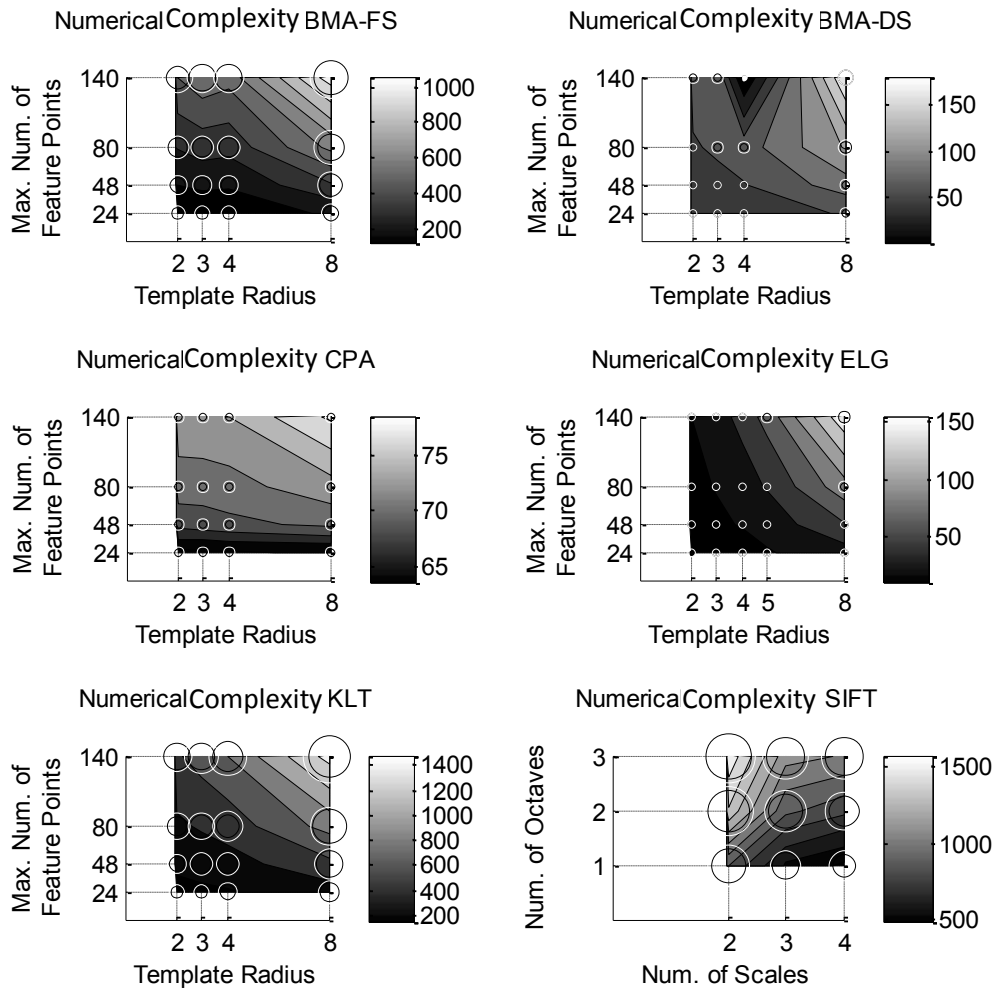 NumericalComplexity BMA-FS
Max. Num. of
Feature Points
140
80
48
24
2 3 4 8
Template Radius
1000
800
600
400
200
NumericalComplexity BMA-DS
Max. Num. of
Feature Points
140
80
48
24
2 3 4 8
Template Radius
150
100
50
NumericalComplexity CPA
Max. Num. of
Feature Points
140
80
48
24
2 3 4 8
Template Radius
75
70
65
NumericalComplexity ELG
Max. Num. of
Feature Points
140
80
48
24
2 3 4 5 8
Template Radius
150
100
50
NumericalComplexity KLT
Max. Num. of
Feature Points
140
80
48
24
2 3 4 8
Template Radius
1400
1200
1000
800
600
400
200
NumericalComplexity SIFT
Num. of Octaves
3
2
1
2 3 4
Num. of Scales
1500
1000
500